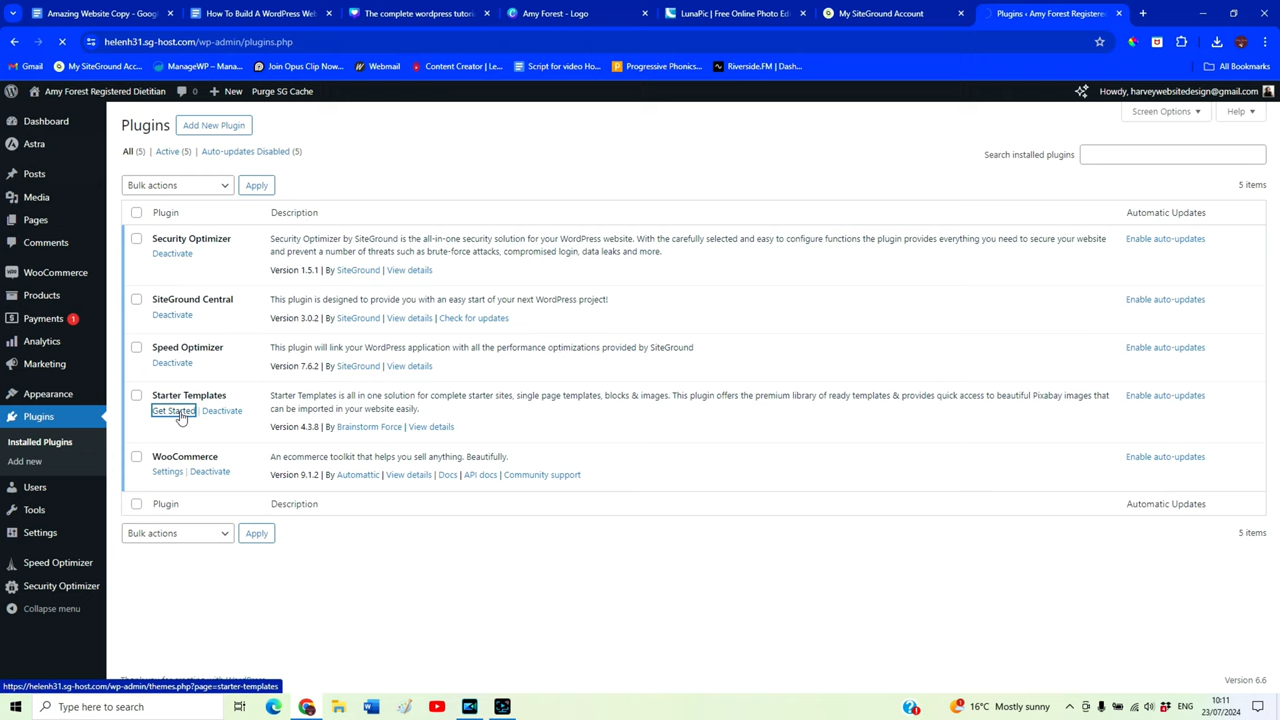 Amazing Website Copy - Goog
How To Build A WordPress Web
The complete wordpress tutori
Amy Forest - Logo
LunaPic | Free Online Photo Edi
My SiteGround Account
Plugins ‹ Amy Forest Registered
helenh31.sg-host.com/wp-admin/plugins.php
Gmail
My SiteGround Acc...
ManageWP – Mana...
Join Opus Clip Now...
Webmail
Content Creator | Le...
Script for video Ho...
Progressive Phonics...
Riverside.FM | Dash...
All Bookmarks
Amy Forest Registered Dietitian
0
+ New
Purge SG Cache
Howdy, harveywebsitedesign@gmail.com
Dashboard
Astra
Posts
Media
Pages
Comments
WooCommerce
Products
Payments 1
Analytics
Marketing
Appearance
Plugins
Installed Plugins
Add new
Users
Tools
Settings
Speed Optimizer
Security Optimizer
Collapse menu
Screen Options
Help
Plugins
Add New Plugin
All (5) | Active (5) | Auto-updates Disabled (5)
Search installed plugins
Bulk actions
Apply
5 items
Plugin
Description
Automatic Updates
Security Optimizer
Deactivate
Security Optimizer by SiteGround is the all-in-one security solution for your WordPress website. With the carefully selected and easy to configure functions the plugin provides everything you need to secure your website
and prevent a number of threats such as brute-force attacks, compromised login, data leaks and more.
Version 1.5.1 | By SiteGround | View details
Enable auto-updates
SiteGround Central
Deactivate
This plugin is designed to provide you with an easy start of your next WordPress project!
Version 3.0.2 | By SiteGround | View details | Check for updates
Enable auto-updates
Speed Optimizer
Deactivate
This plugin will link your WordPress application with all the performance optimizations provided by SiteGround
Version 7.6.2 | By SiteGround | View details
Enable auto-updates
Starter Templates
Get Started | Deactivate
Starter Templates is all in one solution for complete starter sites, single page templates, blocks & images. This plugin offers the premium library of ready templates & provides quick access to beautiful Pixabay images that
can be imported in your website easily.
Version 4.3.8 | By Brainstorm Force | View details
Enable auto-updates
WooCommerce
Settings | Deactivate
An ecommerce toolkit that helps you sell anything. Beautifully.
Version 9.1.2 | By Automattic | View details | Docs | API docs | Community support
Enable auto-updates
Plugin
Description
Automatic Updates
Bulk actions
Apply
5 items
Version 6.6
https://helenh31.sg-host.com/wp-admin/themes.php?page=starter-templates
Type here to search
16°C Mostly sunny
ENG
10:11
23/07/2024